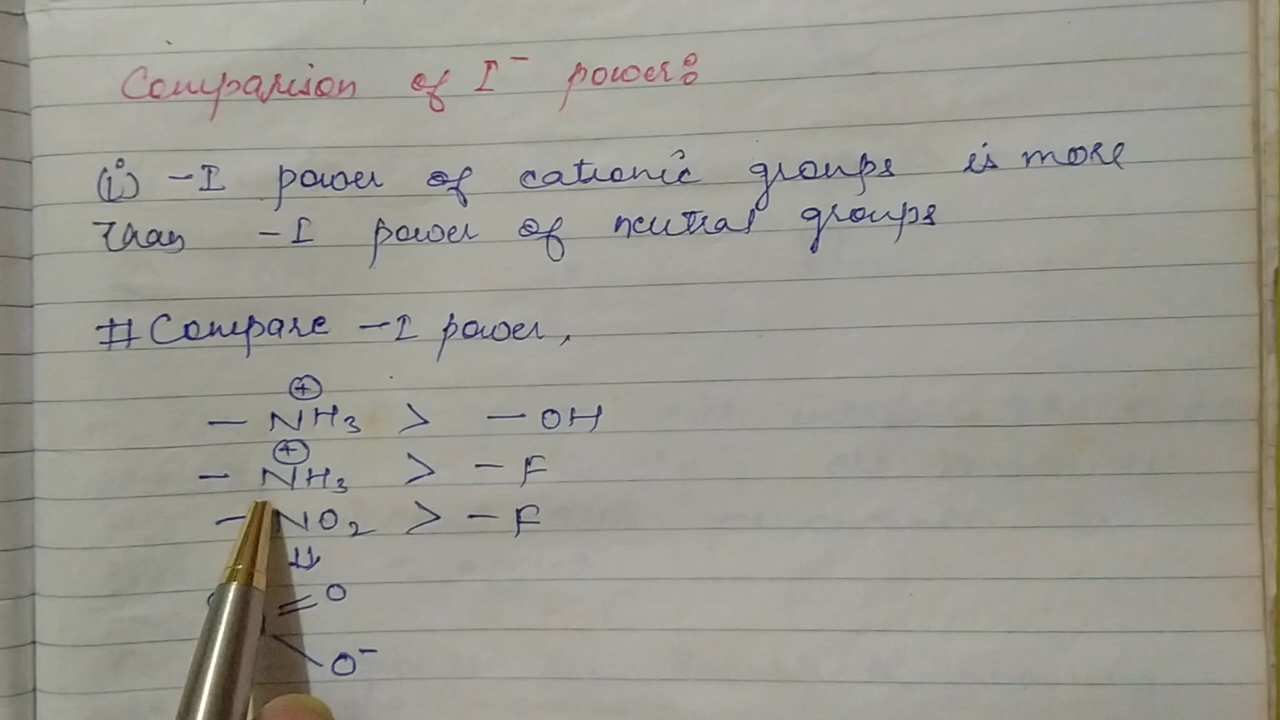 Comparison of I⁻ power:
(i) -I power of cationic groups is more
than -I power of neutral groups
# Compare -I power,
⊕
- NH₃ > - OH
⊕
- NH₃ > - F
- NO₂ > - F
⇓
= O
O⁻